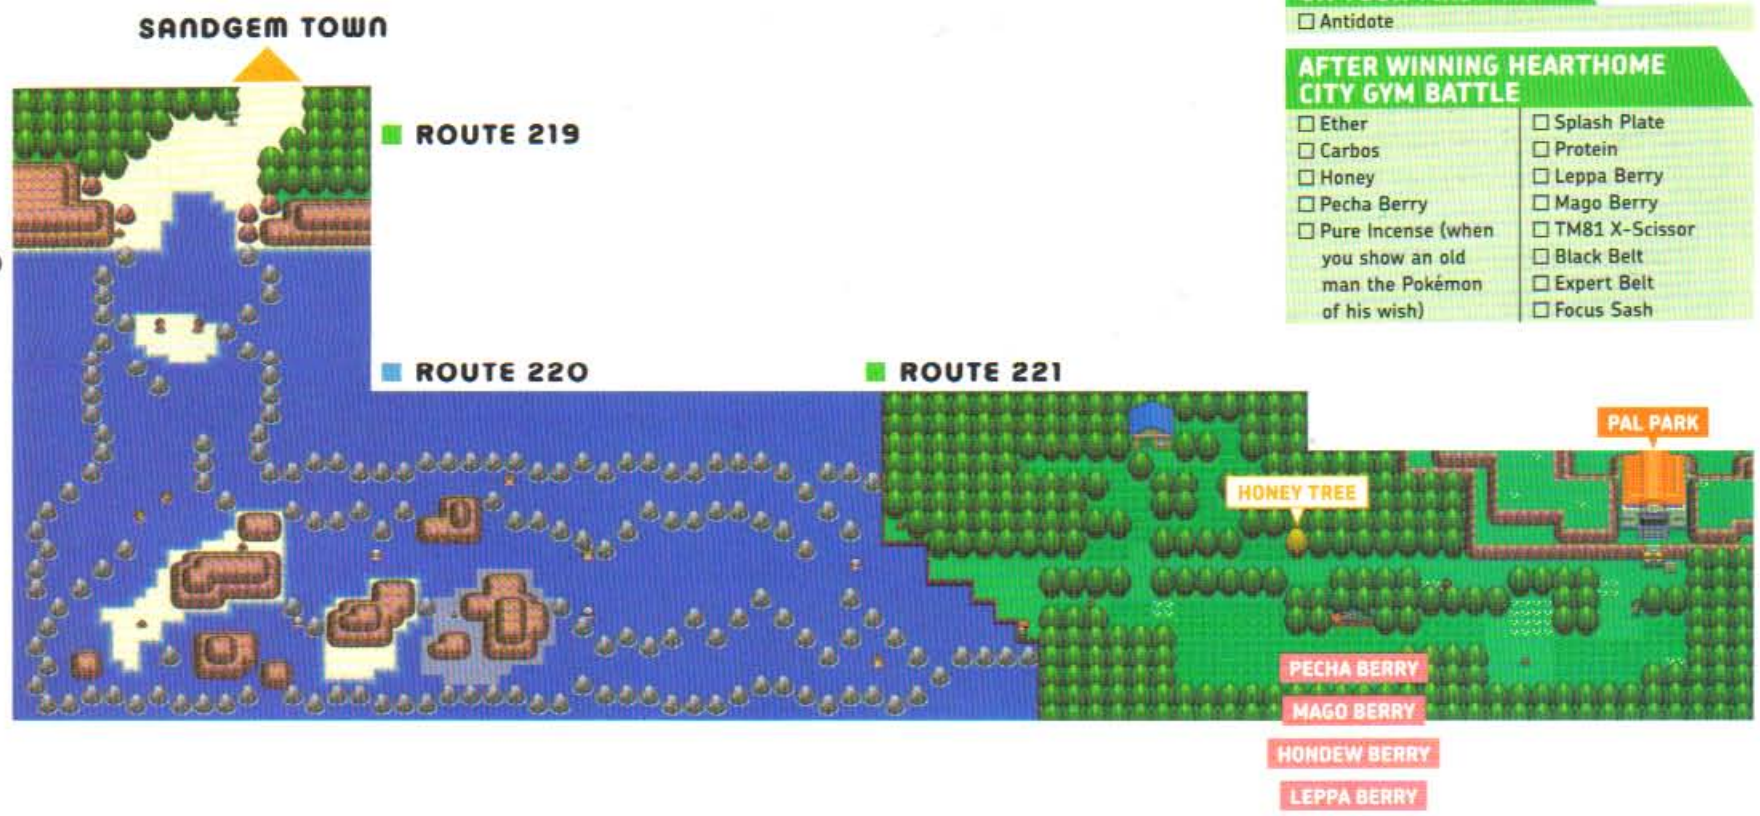 SANDGEM TOWN
ROUTE 219
ROUTE 220
ROUTE 221
HONEY TREE
PAL PARK
PECHA BERRY
MAGO BERRY
HONDEW BERRY
LEPPA BERRY
Antidote
AFTER WINNING HEARTHOME
CITY GYM BATTLE
Ether
Carbos
Honey
Pecha Berry
Pure Incense (when
you show an old
man the Pokémon
of his wish)
Splash Plate
Protein
Leppa Berry
Mago Berry
TM81 X-Scissor
Black Belt
Expert Belt
Focus Sash